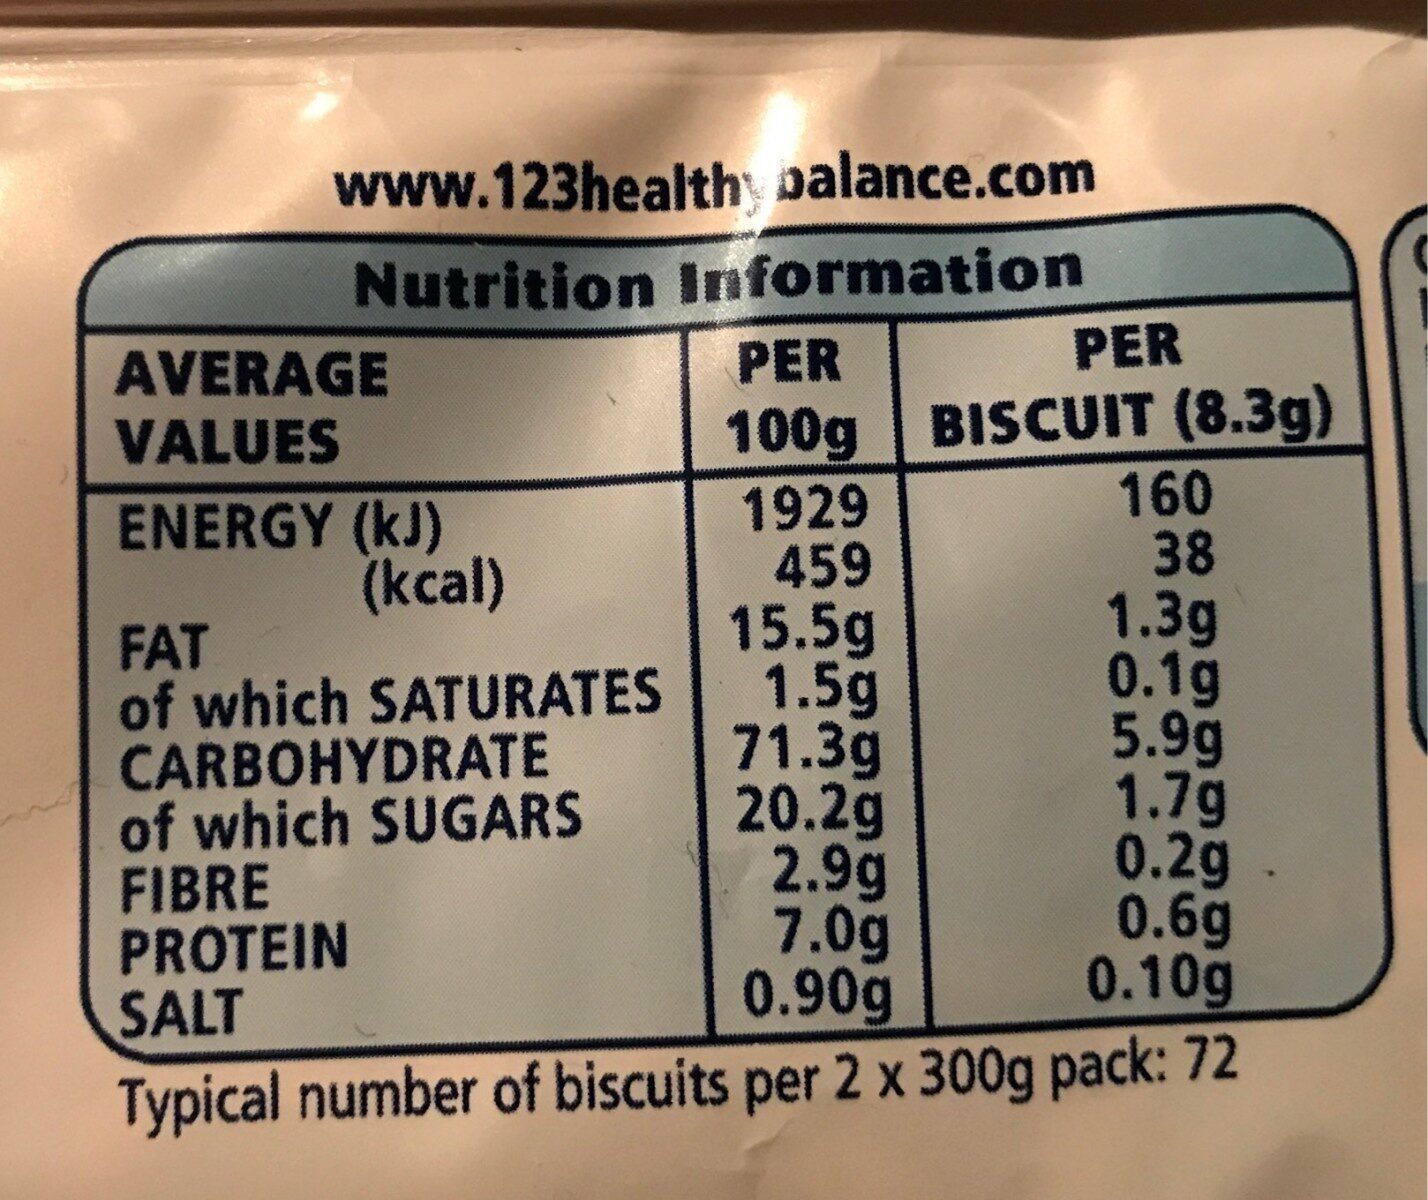 www.123healthybalance.com
Nutrition Information
AVERAGE VALUES PER 100g PER BISCUIT (8.3g)
ENERGY (kJ) 1929 160
(kcal) 459 38
FAT 15.5g 1.3g
of which SATURATES 1.5g 0.1g
CARBOHYDRATE 71.3g 5.9g
of which SUGARS 20.2g 1.7g
FIBRE 2.9g 0.2g
PROTEIN 7.0g 0.6g
SALT 0.90g 0.10g
Typical number of biscuits per 2 x 300g pack: 72